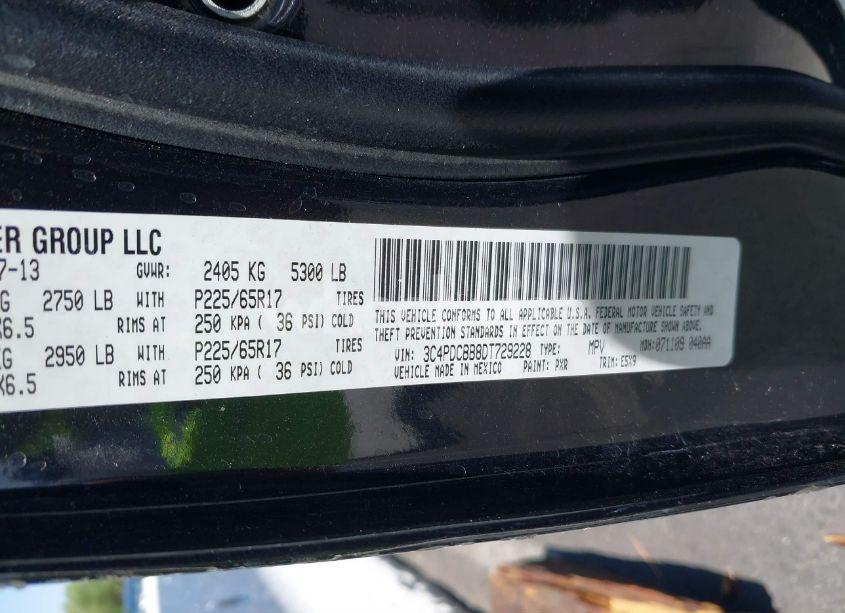 ER GROUP LLC
7-13 GVWR: 2405 KG 5300 LB
KG 2750 LB WITH P225/65R17 TIRES
X6.5 RIMS AT 250 KPA ( 36 PSI) COLD
KG 2950 LB WITH P225/65R17 TIRES
X6.5 RIMS AT 250 KPA ( 36 PSI) COLD
THIS VEHICLE CONFORMS TO ALL APPLICABLE U.S.A. FEDERAL MOTOR VEHICLE SAFETY AND
THEFT PREVENTION STANDARDS IN EFFECT ON THE DATE OF MANUFACTURE SHOWN ABOVE.
VIN: 3C4PDCBB8DT729228 TYPE: MPV MDH: 071109 040AA
VEHICLE MADE IN MEXICO PAINT: PXR TRIM: E5X9